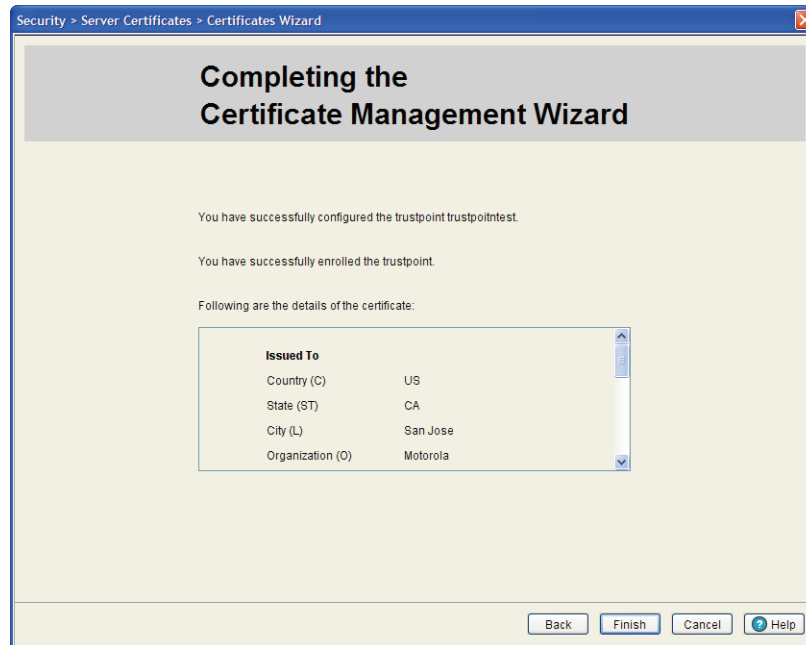 Security > Server Certificates > Certificates Wizard
Completing the
Certificate Management Wizard
You have successfully configured the trustpoint trustpoitntest.
You have successfully enrolled the trustpoint.
Following are the details of the certificate:
Issued To
Country (C) US
State (ST) CA
City (L) San Jose
Organization (O) Motorola
Back Finish Cancel ? Help